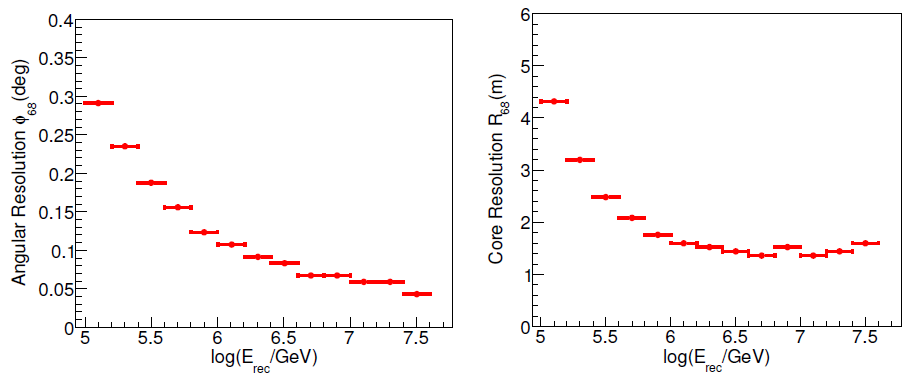 Angular Resolution ϕ68 (deg)
0.4
0.35
0.3
0.25
0.2
0.15
0.1
0.05
0
5 5.5 6 6.5 7 7.5
log(Erec/GeV)
Core Resolution R68(m)
6
5
4
3
2
1
0
5 5.5 6 6.5 7 7.5
log(Erec/GeV)